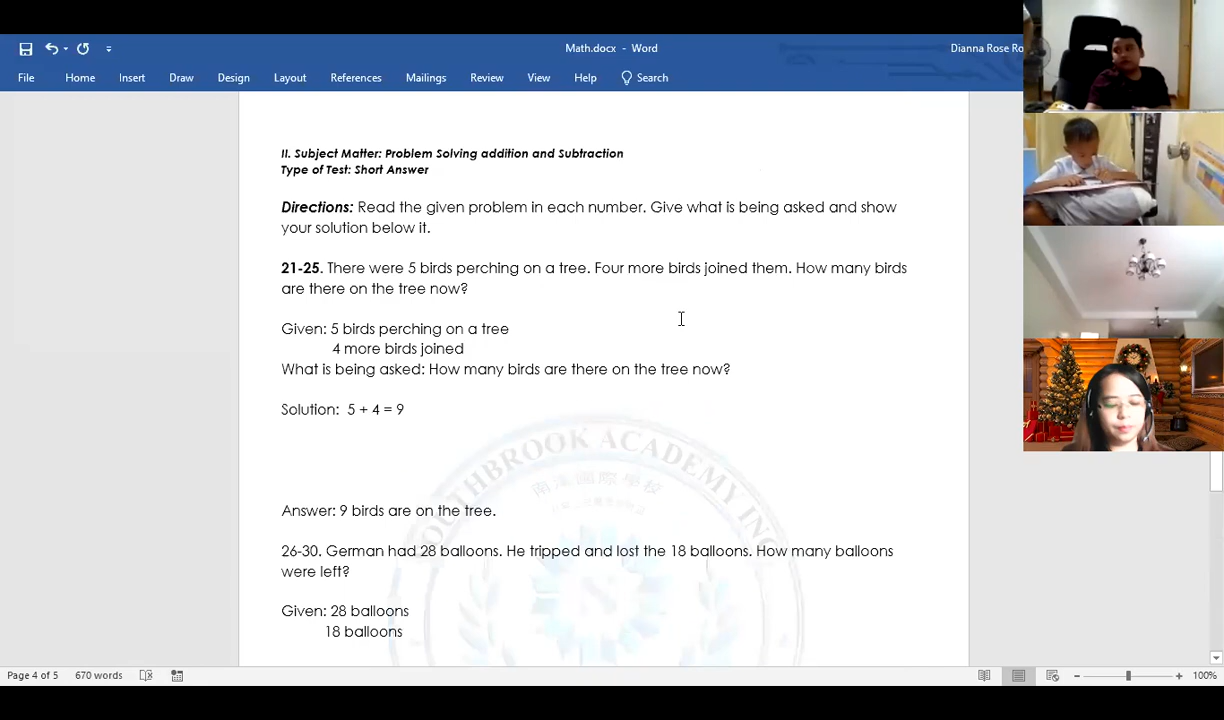 Math.docx - Word
Dianna Rose Ro
File Home Insert Draw Design Layout References Mailings Review View Help Search
II. Subject Matter: Problem Solving addition and Subtraction
Type of Test: Short Answer
Directions: Read the given problem in each number. Give what is being asked and show
your solution below it.
21-25. There were 5 birds perching on a tree. Four more birds joined them. How many birds
are there on the tree now?
Given: 5 birds perching on a tree
4 more birds joined
What is being asked: How many birds are there on the tree now?
Solution: 5 + 4 = 9
SOUTHBROOK ACADEMY INC.
Answer: 9 birds are on the tree.
26-30. German had 28 balloons. He tripped and lost the 18 balloons. How many balloons
were left?
Given: 28 balloons
18 balloons
Page 4 of 5 670 words
100%